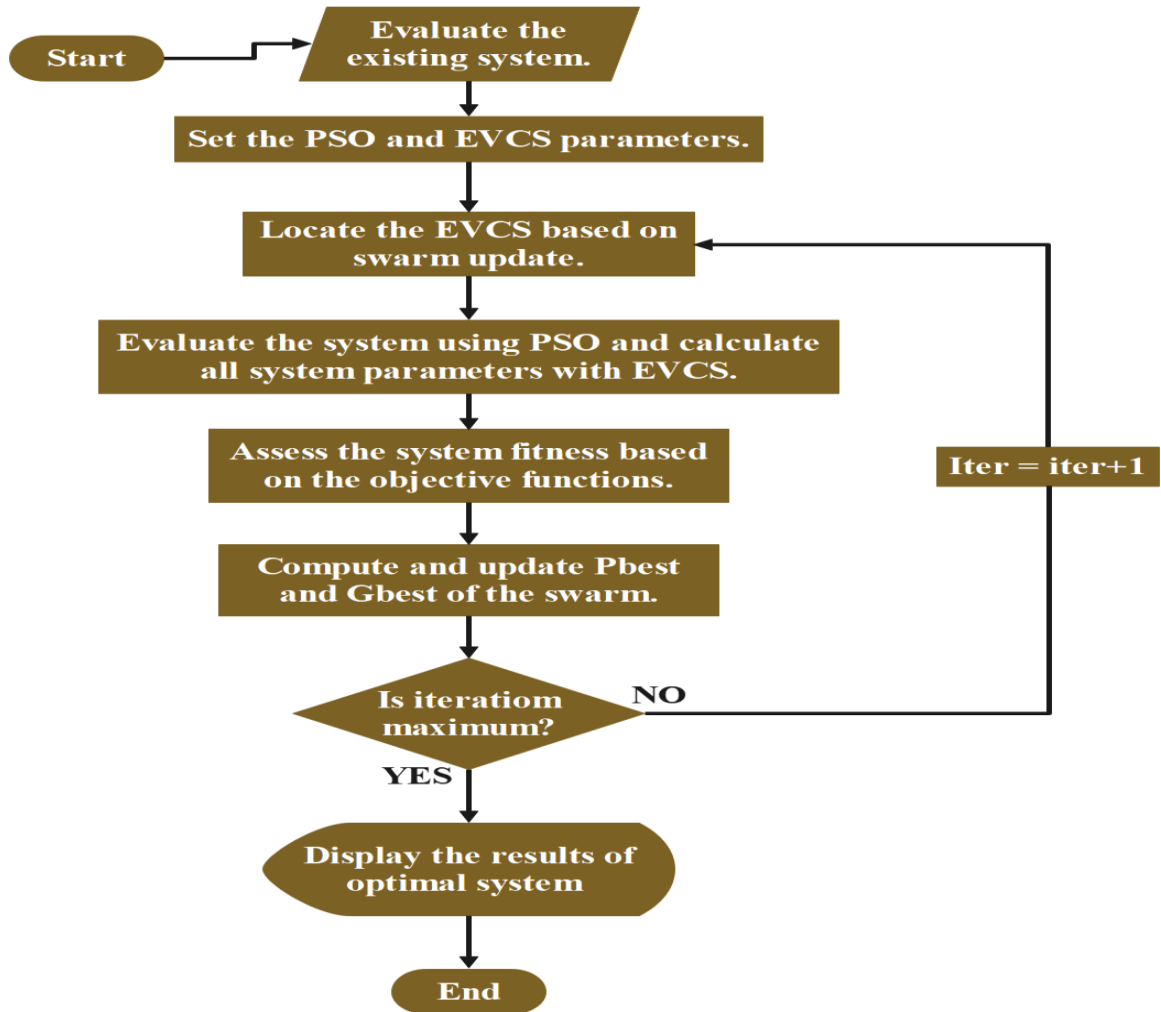 Start
Evaluate the
existing system.
Set the PSO and EVCS parameters.
Locate the EVCS based on
swarm update.
Evaluate the system using PSO and calculate
all system parameters with EVCS.
Assess the system fitness based
on the objective functions.
Iter = iter+1
Compute and update Pbest
and Gbest of the swarm.
Is iteratiom
maximum?
NO
YES
Display the results of
optimal system
End